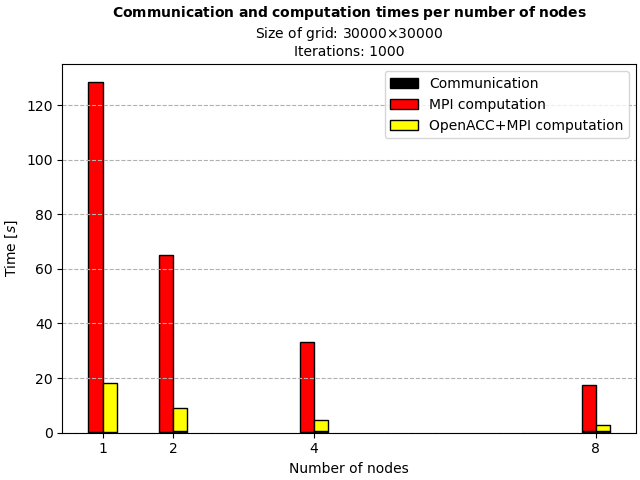 Communication and computation times per number of nodes
Size of grid: 30000×30000
Iterations: 1000
Communication
MPI computation
OpenACC+MPI computation
120
100
80
60
40
20
0
Time [s]
1 2 4 8
Number of nodes